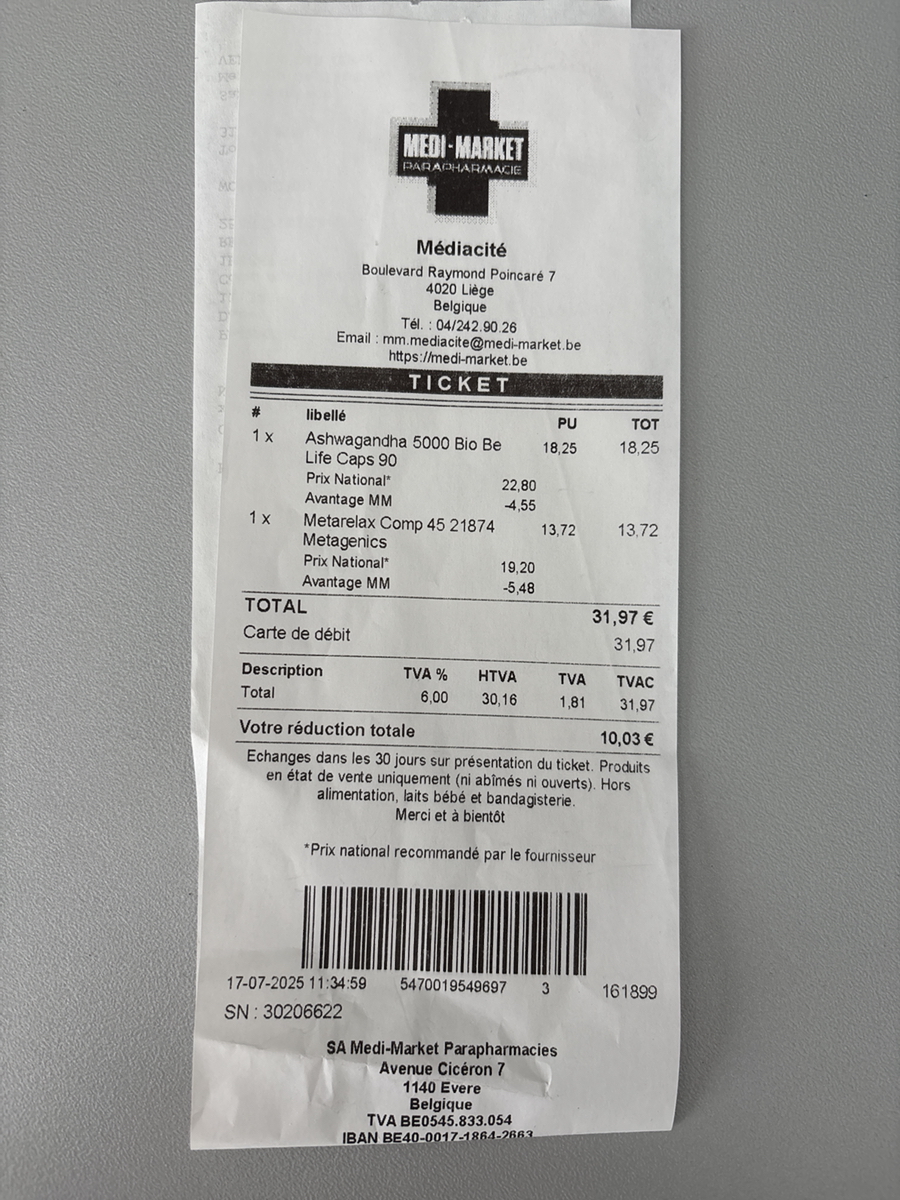 MEDI-MARKET
PARAPHARMACIE
Médiacité
Boulevard Raymond Poincaré 7
4020 Liège
Belgique
Tél. : 04/242.90.26
Email : mm.mediacite@medi-market.be
https://medi-market.be
TICKET
# libellé PU TOT
1 x Ashwagandha 5000 Bio Be 18,25 18,25
Life Caps 90
Prix National* 22,80
Avantage MM -4,55
1 x Metarelax Comp 45 21874 13,72 13,72
Metagenics
Prix National* 19,20
Avantage MM -5,48
TOTAL 31,97 €
Carte de débit 31,97
Description TVA % HTVA TVA TVAC
Total 6,00 30,16 1,81 31,97
Votre réduction totale 10,03 €
Echanges dans les 30 jours sur présentation du ticket. Produits
en état de vente uniquement (ni abîmés ni ouverts). Hors
alimentation, laits bébé et bandagisterie.
Merci et à bientôt
*Prix national recommandé par le fournisseur
17-07-2025 11:34:59 5470019549697 3 161899
SN : 30206622
SA Medi-Market Parapharmacies
Avenue Cicéron 7
1140 Evere
Belgique
TVA BE0545.833.054
IBAN BE40-0017-1864-2663